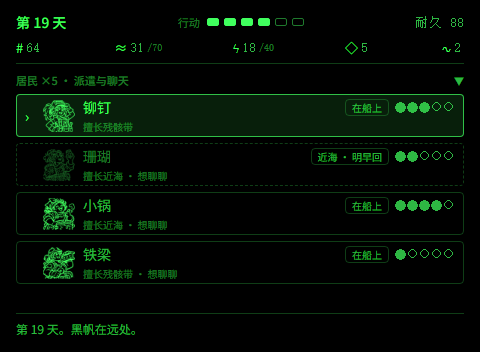 第 19 天 行动 耐久 88
# 64 ≈ 31 /70 ϟ 18 /40 ◇ 5 ∿ 2
居民 ×5 · 派遣与聊天 ▼
› 铆钉 在船上 ●●●○○
擅长残骸带
珊瑚 近海 · 明早回 ●●○○○
擅长近海 · 想聊聊
小锅 在船上 ●●●●○
擅长近海 · 想聊聊
铁梁 在船上 ●○○○○
擅长残骸带 · 想聊聊
第 19 天。黑帆在远处。